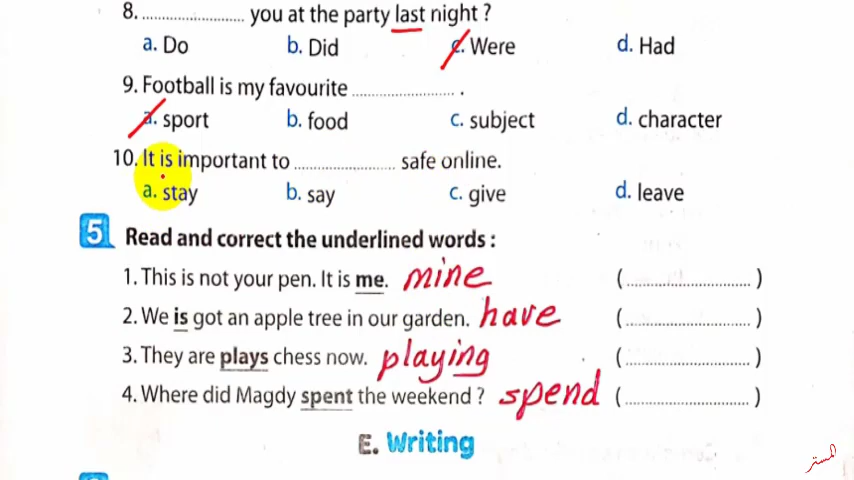 8. ........................ you at the party last night ?
a. Do b. Did c. Were d. Had
9. Football is my favourite ........................ .
a. sport b. food c. subject d. character
10. It is important to ........................ safe online.
a. stay b. say c. give d. leave
5 Read and correct the underlined words :
1. This is not your pen. It is me. mine (..............................)
2. We is got an apple tree in our garden. have (..............................)
3. They are plays chess now. playing (..............................)
4. Where did Magdy spent the weekend ? spend (..............................)
E. Writing
المستر